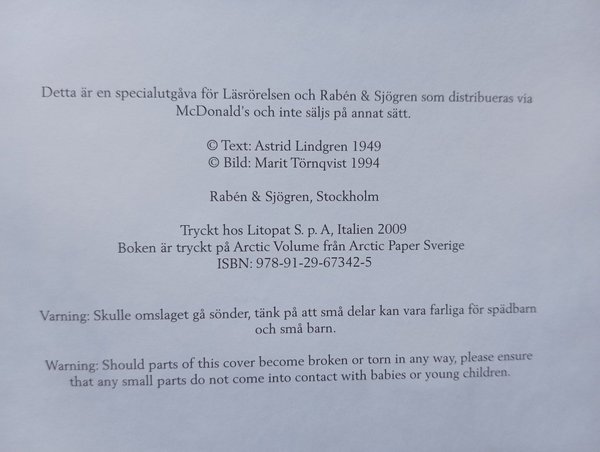 Detta är en specialutgåva för Läsrörelsen och Rabén & Sjögren som distribueras via
McDonald's och inte säljs på annat sätt.
© Text: Astrid Lindgren 1949
© Bild: Marit Törnqvist 1994
Rabén & Sjögren, Stockholm
Tryckt hos Litopat S. p. A, Italien 2009
Boken är tryckt på Arctic Volume från Arctic Paper Sverige
ISBN: 978-91-29-67342-5
Varning: Skulle omslaget gå sönder, tänk på att små delar kan vara farliga för spädbarn
och små barn.
Warning: Should parts of this cover become broken or torn in any way, please ensure
that any small parts do not come into contact with babies or young children.